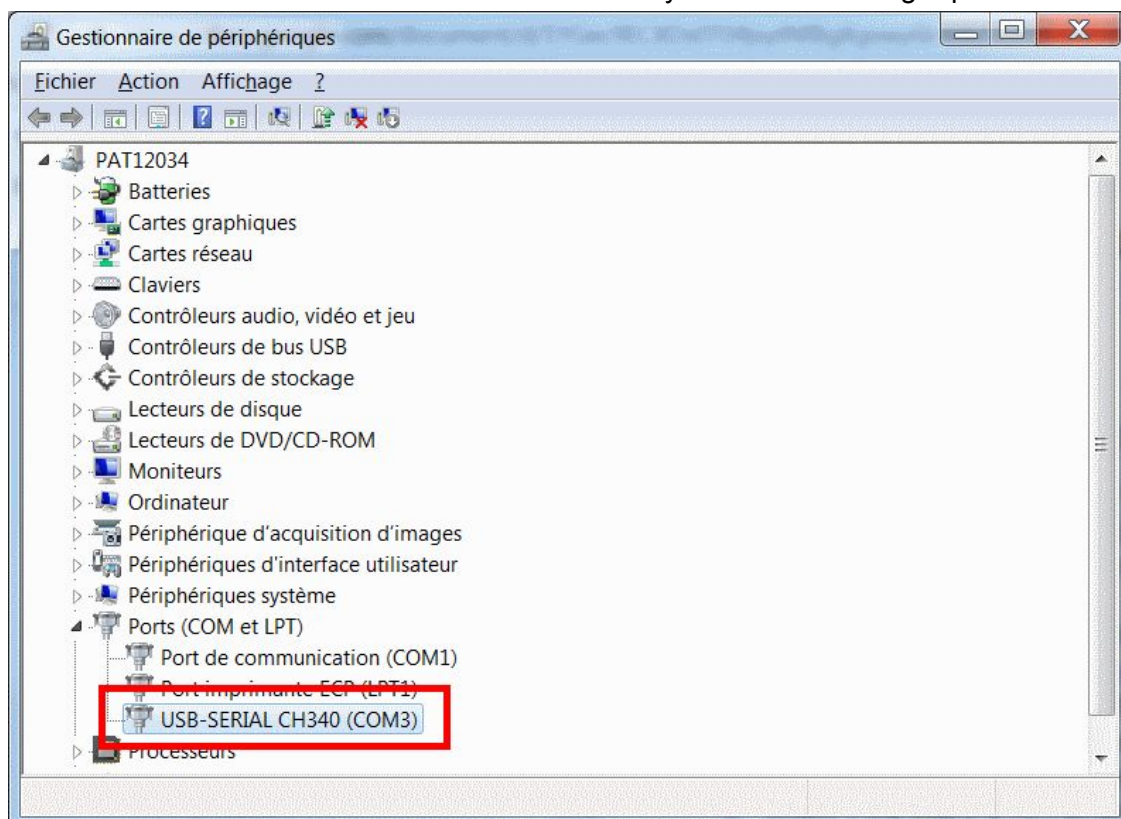 Gestionnaire de périphériques
Fichier Action Affichage ?
PAT12034
Batteries
Cartes graphiques
Cartes réseau
Claviers
Contrôleurs audio, vidéo et jeu
Contrôleurs de bus USB
Contrôleurs de stockage
Lecteurs de disque
Lecteurs de DVD/CD-ROM
Moniteurs
Ordinateur
Périphérique d'acquisition d'images
Périphériques d'interface utilisateur
Périphériques système
Ports (COM et LPT)
Port de communication (COM1)
Port imprimante ECP (LPT1)
USB-SERIAL CH340 (COM3)
Processeurs